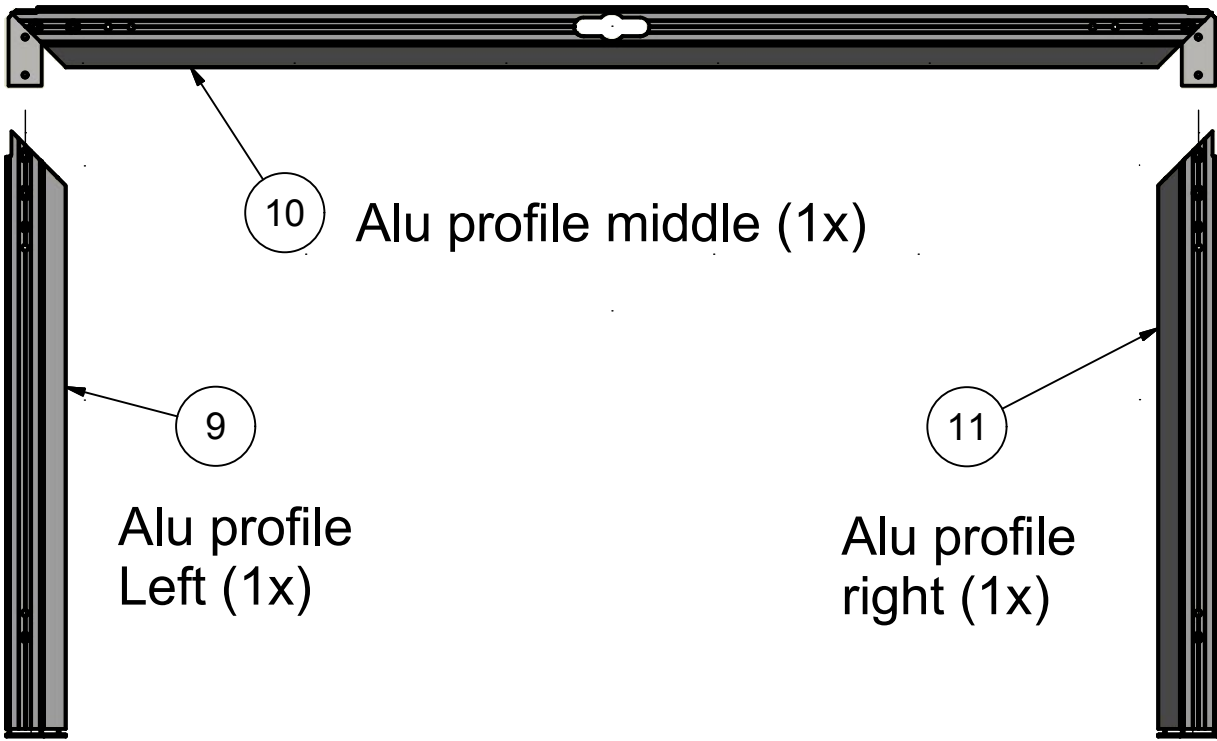 10
Alu profile middle (1x)
9
11
Alu profile
Left (1x)
Alu profile
right (1x)